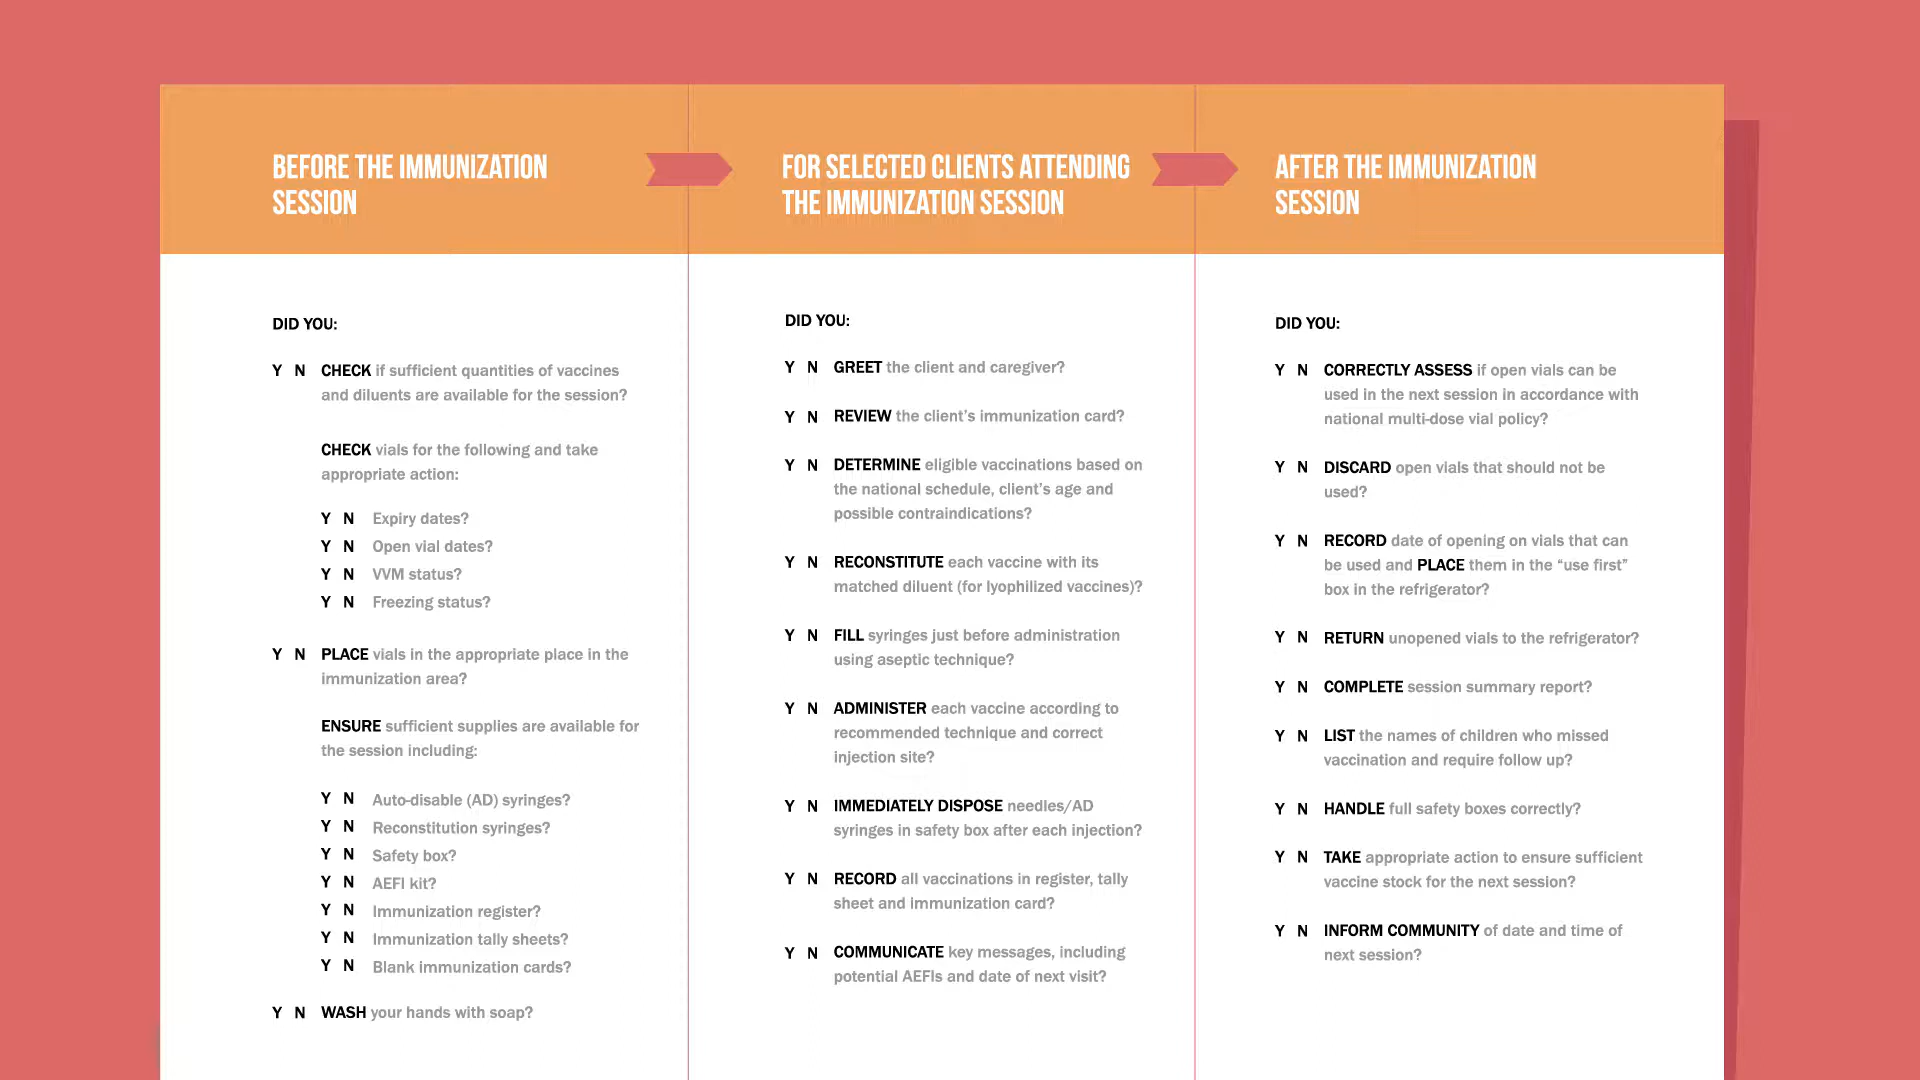 BEFORE THE IMMUNIZATION
SESSION
DID YOU:
Y N CHECK if sufficient quantities of vaccines
and diluents are available for the session?
CHECK vials for the following and take
appropriate action:
Y N Expiry dates?
Y N Open vial dates?
Y N VVM status?
Y N Freezing status?
Y N PLACE vials in the appropriate place in the
immunization area?
ENSURE sufficient supplies are available for
the session including:
Y N Auto-disable (AD) syringes?
Y N Reconstitution syringes?
Y N Safety box?
Y N AEFI kit?
Y N Immunization register?
Y N Immunization tally sheets?
Y N Blank immunization cards?
Y N WASH your hands with soap?
FOR SELECTED CLIENTS ATTENDING
THE IMMUNIZATION SESSION
DID YOU:
Y N GREET the client and caregiver?
Y N REVIEW the client’s immunization card?
Y N DETERMINE eligible vaccinations based on
the national schedule, client’s age and
possible contraindications?
Y N RECONSTITUTE each vaccine with its
matched diluent (for lyophilized vaccines)?
Y N FILL syringes just before administration
using aseptic technique?
Y N ADMINISTER each vaccine according to
recommended technique and correct
injection site?
Y N IMMEDIATELY DISPOSE needles/AD
syringes in safety box after each injection?
Y N RECORD all vaccinations in register, tally
sheet and immunization card?
Y N COMMUNICATE key messages, including
potential AEFIs and date of next visit?
AFTER THE IMMUNIZATION
SESSION
DID YOU:
Y N CORRECTLY ASSESS if open vials can be
used in the next session in accordance with
national multi-dose vial policy?
Y N DISCARD open vials that should not be
used?
Y N RECORD date of opening on vials that can
be used and PLACE them in the “use first”
box in the refrigerator?
Y N RETURN unopened vials to the refrigerator?
Y N COMPLETE session summary report?
Y N LIST the names of children who missed
vaccination and require follow up?
Y N HANDLE full safety boxes correctly?
Y N TAKE appropriate action to ensure sufficient
vaccine stock for the next session?
Y N INFORM COMMUNITY of date and time of
next session?